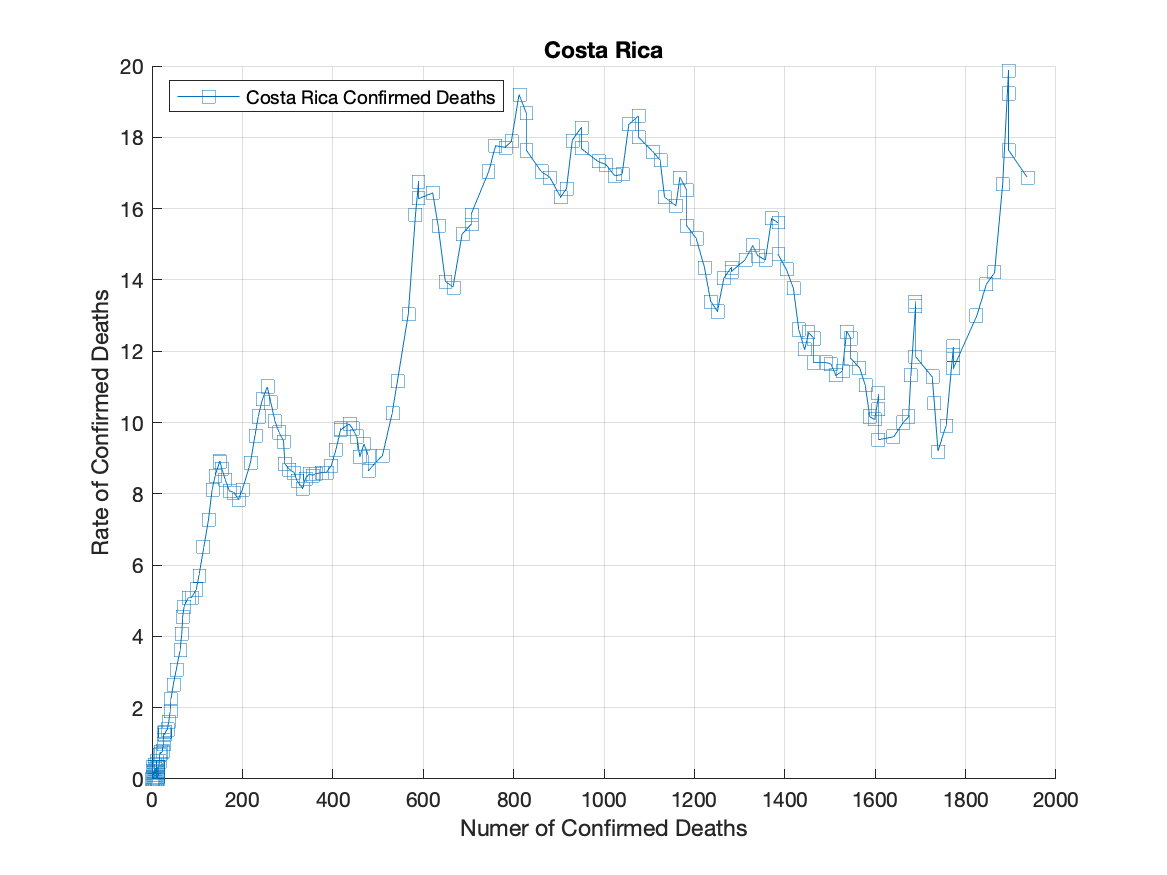 Costa Rica
Costa Rica Confirmed Deaths
Rate of Confirmed Deaths
20
18
16
14
12
10
8
6
4
2
0
0 200 400 600 800 1000 1200 1400 1600 1800 2000
Numer of Confirmed Deaths